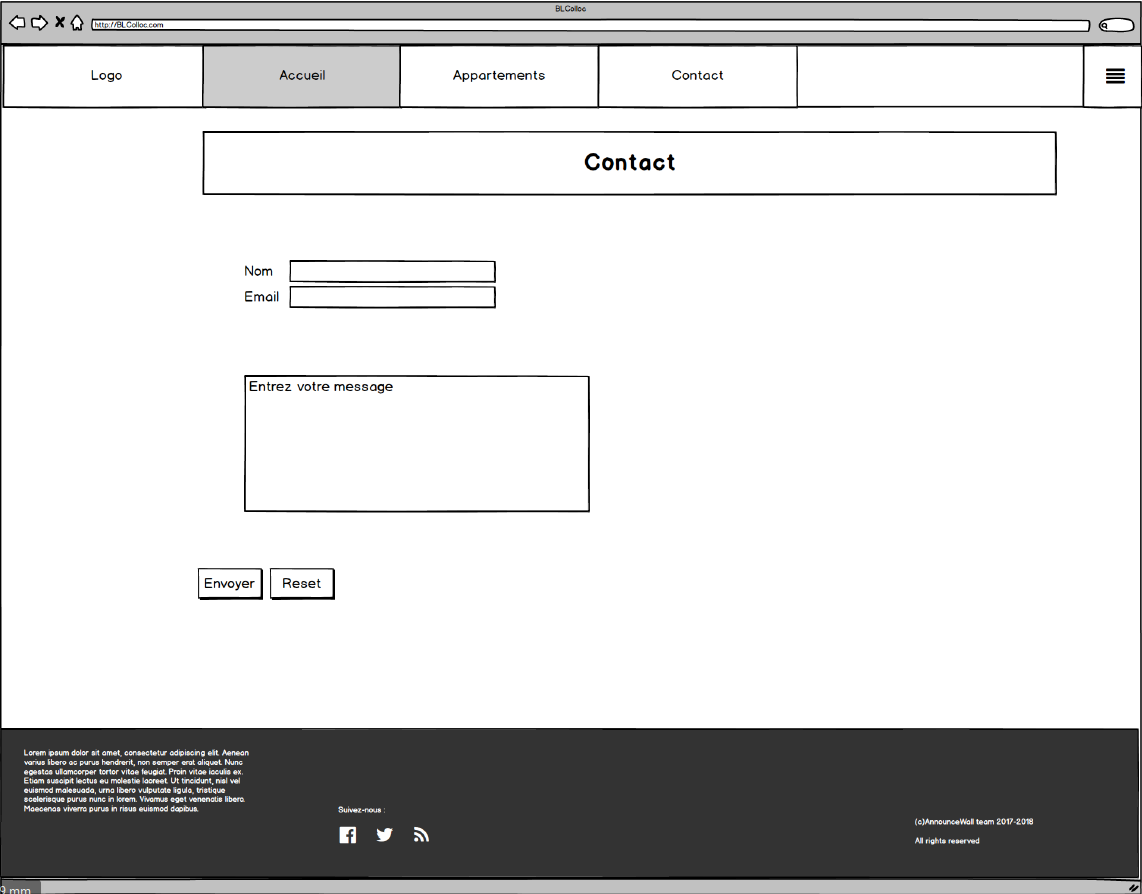 BLColloc
http://BLColloc.com
Logo
Accueil
Appartements
Contact
Contact
Nom
Email
Entrez votre message
Envoyer
Reset
Lorem ipsum dolor sit amet, consectetur adipiscing elit. Aenean
varius libero ac purus hendrerit, non semper erat aliquet. Nunc
egestas ullamcorper tortor vitae feugiat. Proin vitae iaculis ex.
Etiam suscipit lectus eu molestie laoreet. Ut tincidunt, nisl vel
euismod malesuada, urna libero vulputate ligula, tristique
scelerisque purus nunc in lorem. Vivamus eget venenatis libero.
Maecenas viverra purus in risus euismod dapibus.
Suivez-nous :
(c)AnnounceWall team 2017-2018
All rights reserved
9 mm